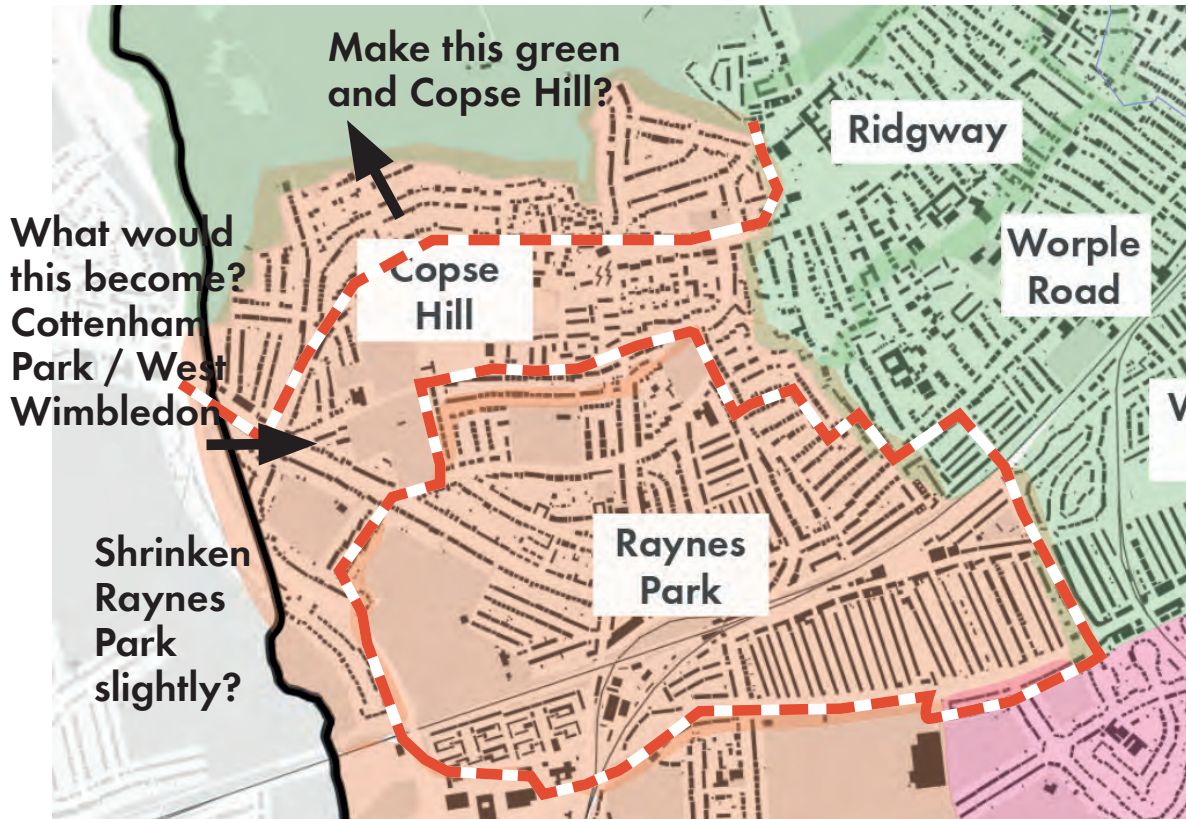 Make this green
and Copse Hill?
Ridgway
What would
this become?
Cottenham
Park / West
Wimbledon
Copse
Hill
Worple
Road
W
Shrinken
Raynes
Park
slightly?
Raynes
Park